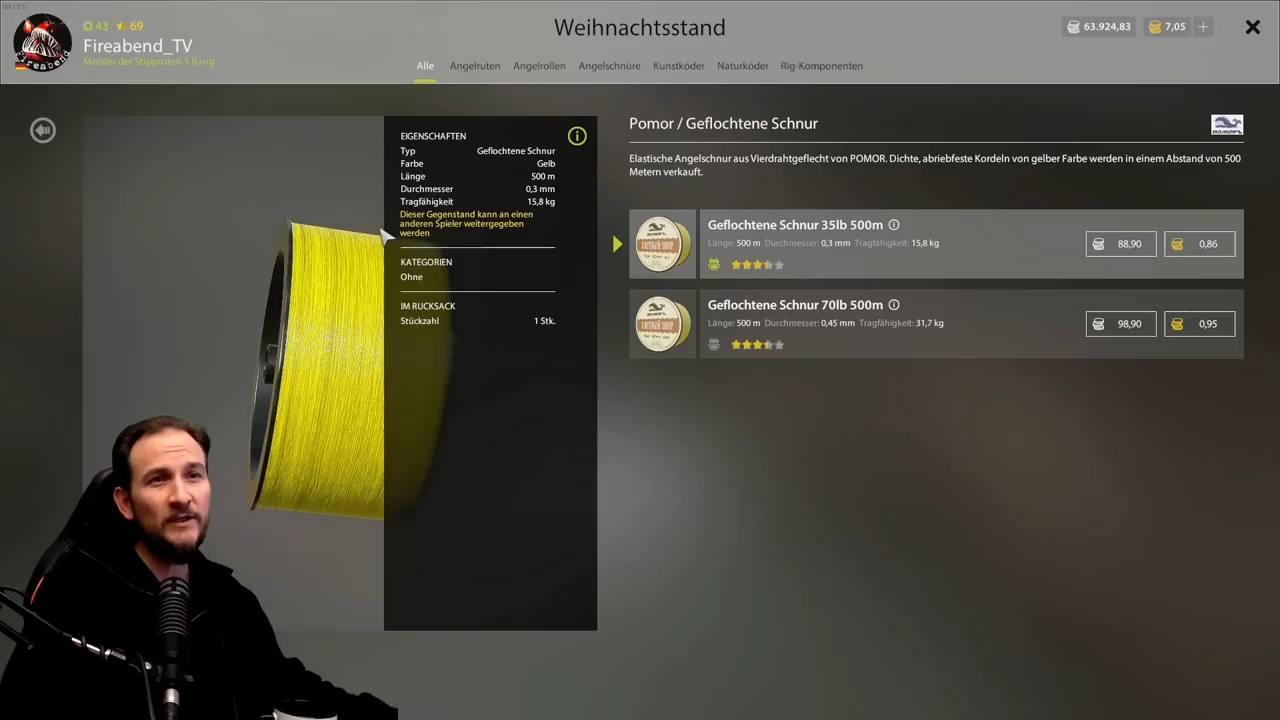 43 69
Fireabend_TV
Meister der Stippruten 5 Rang
Weihnachtsstand
63.924,83 7,05
Alle Angelruten Angelrollen Angelschnüre Kunstköder Naturköder Rig-Komponenten
EIGENSCHAFTEN
Typ Geflochtene Schnur
Farbe Gelb
Länge 500 m
Durchmesser 0,3 mm
Tragfähigkeit 15,8 kg
Dieser Gegenstand kann an einen
anderen Spieler weitergegeben
werden
KATEGORIEN
Ohne
IM RUCKSACK
Stückzahl 1 Stk.
Pomor / Geflochtene Schnur
Elastische Angelschnur aus Vierdrahtgeflecht von POMOR. Dichte, abriebfeste Kordeln von gelber Farbe werden in einem Abstand von 500
Metern verkauft.
Geflochtene Schnur 35lb 500m
Länge: 500 m Durchmesser: 0,3 mm Tragfähigkeit: 15,8 kg
88,90 0,86
Geflochtene Schnur 70lb 500m
Länge: 500 m Durchmesser: 0,45 mm Tragfähigkeit: 31,7 kg
98,90 0,95